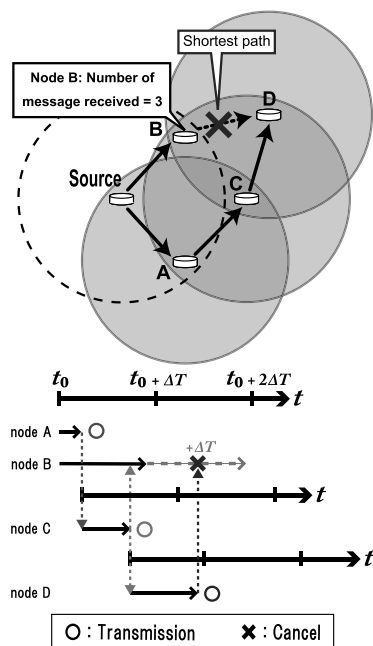 Shortest path
Node B: Number of
message received = 3
D
B
Source
C
A
t0
t0 + ΔT
t0 + 2ΔT
t
node A
node B
+ΔT
t
node C
t
node D
○ : Transmission
✖ : Cancel